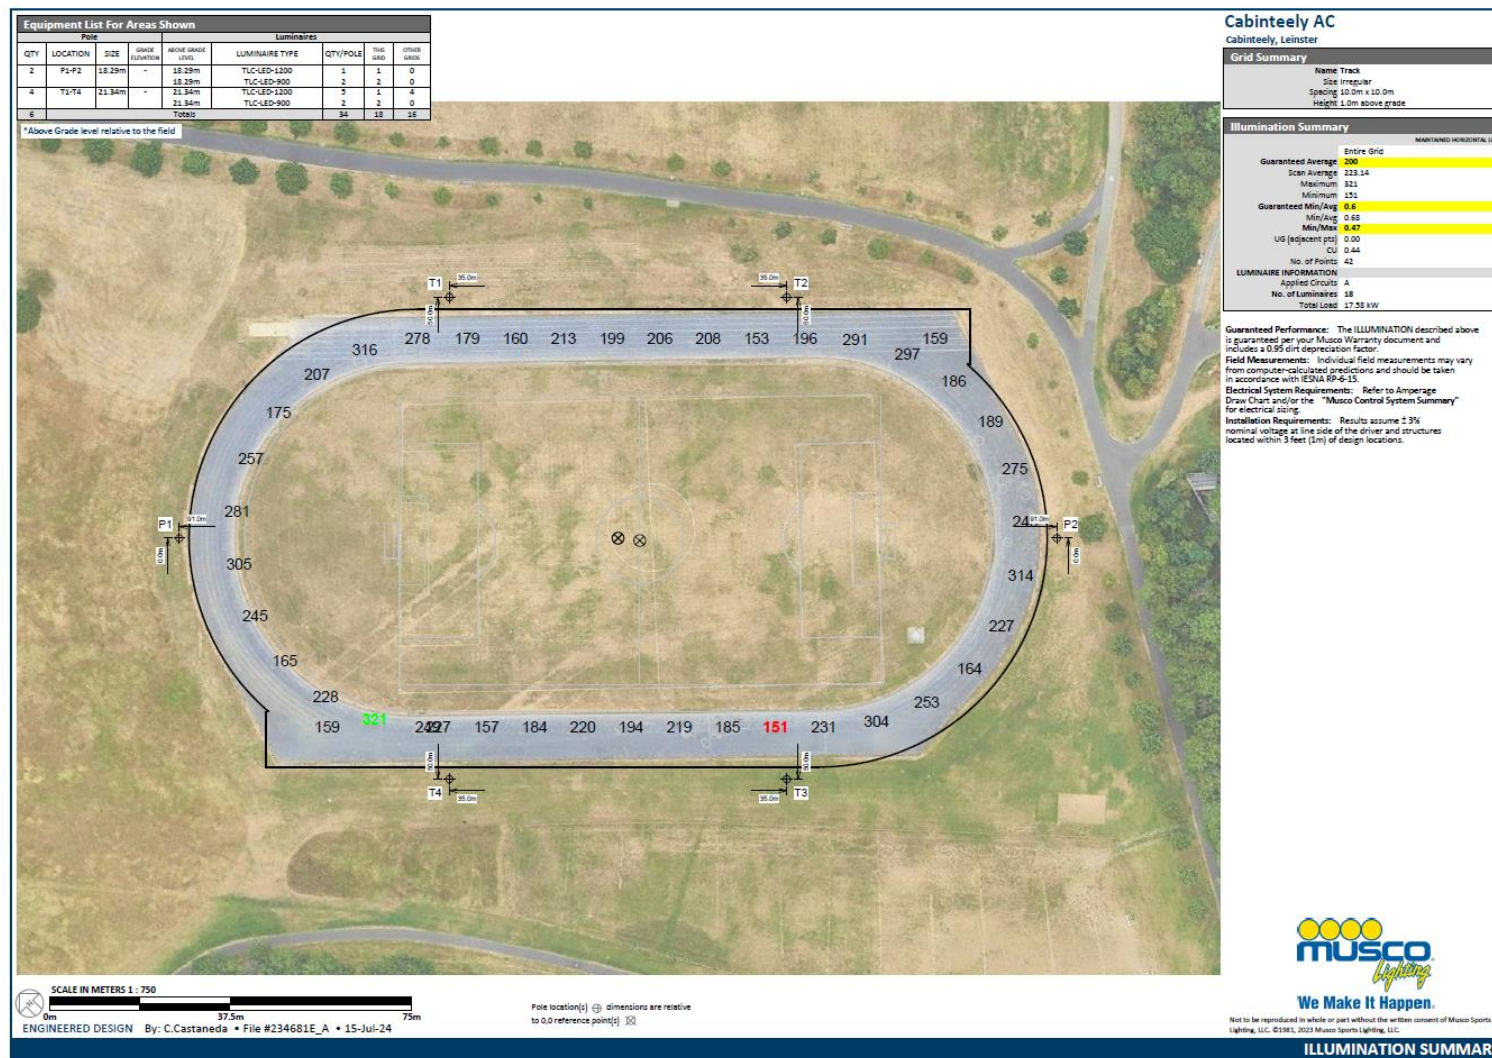 Equipment List For Areas Shown
Pole Luminaires
QTY LOCATION SIZE GRADE ELEVATION ABOVE GRADE LEVEL LUMINAIRE TYPE QTY/POLE THIS GRID OTHER GRIDS
2 P1-P2 18.29m - 18.29m TLC-LED-1200 1 1 0
18.29m TLC-LED-900 2 2 0
4 T1-T4 21.34m - 21.34m TLC-LED-1200 5 1 4
21.34m TLC-LED-900 2 2 0
6 Totals 34 18 16
*Above Grade level relative to the field
Cabinteely AC
Cabinteely, Leinster
Grid Summary
Name Track
Size Irregular
Spacing 10.0m x 10.0m
Height 1.0m above grade
Illumination Summary
MAINTAINED HORIZONTAL
Entire Grid
Guaranteed Average 200
Scan Average 223.14
Maximum 321
Minimum 151
Guaranteed Min/Avg 0.6
Min/Avg 0.68
Min/Max 0.47
UG (adjacent pts) 0.00
CU 0.44
No. of Points 42
LUMINAIRE INFORMATION
Applied Circuits A
No. of Luminaires 18
Total Load 17.58 kW
Guaranteed Performance: The ILLUMINATION described above
is guaranteed per your Musco Warranty document and
includes a 0.95 dirt depreciation factor.
Field Measurements: Individual field measurements may vary
from computer-calculated predictions and should be taken
in accordance with IESNA RP-6-15.
Electrical System Requirements: Refer to Amperage
Draw Chart and/or the "Musco Control System Summary"
for electrical sizing.
Installation Requirements: Results assume ± 3%
nominal voltage at line side of the driver and structures
located within 3 feet (1m) of design locations.
T1 35.0m 35.0m T2
50.0m 50.0m
278 179 160 213 199 206 208 153 196 291 159
316 297
207 186
175 189
257 275
281
P1 91.0m 91.0m P2
0.0m 0.0m
305 314
245 227
165 164
228 253
159 321 227 157 184 220 194 219 185 151 231 304
50.0m 50.0m
T4 35.0m 35.0m T3
SCALE IN METERS 1 : 750
0m 37.5m 75m
ENGINEERED DESIGN By: C.Castaneda • File #234681E_A • 15-Jul-24
Pole location(s) ⊕ dimensions are relative
to 0,0 reference point(s) ⊗
musco
Lighting
We Make It Happen.
Not to be reproduced in whole or part without the written consent of Musco Sports
Lighting, LLC. ©1981, 2023 Musco Sports Lighting, LLC.
ILLUMINATION SUMMAR